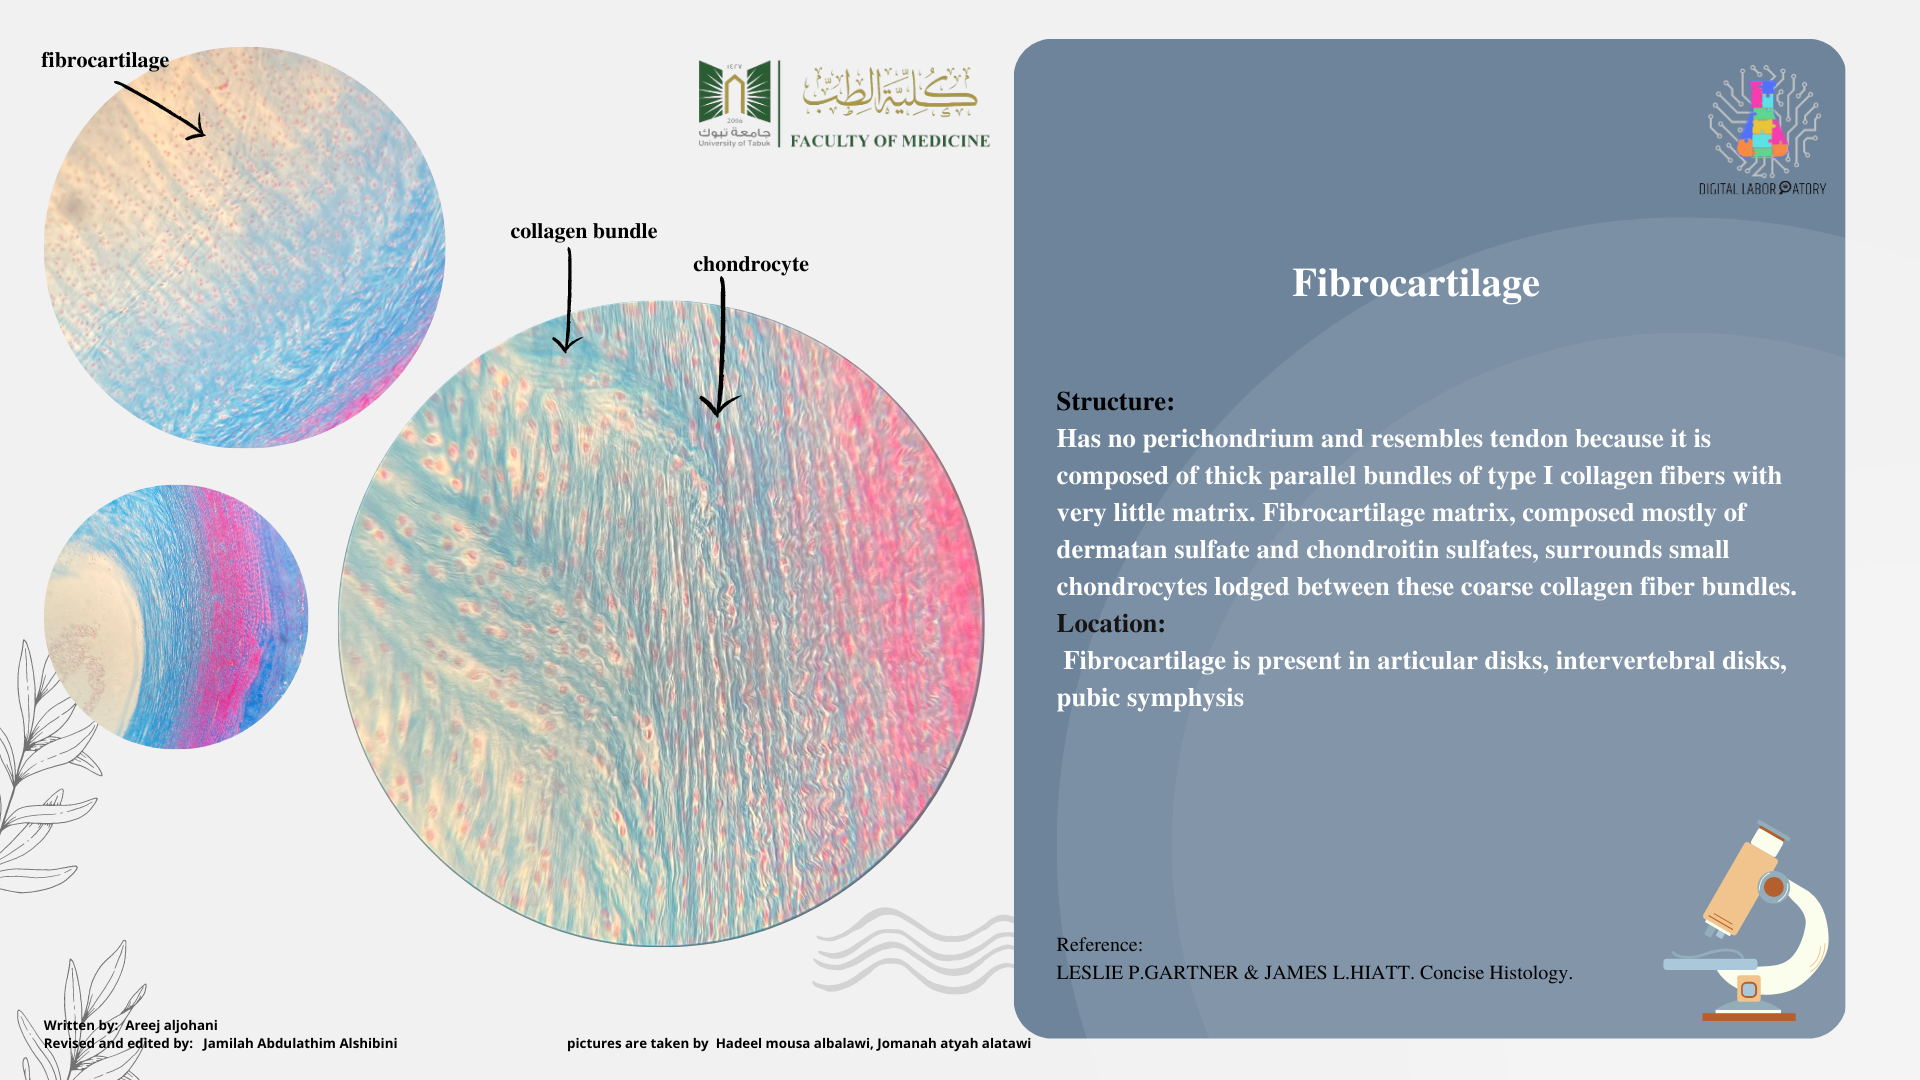 fibrocartilage
١٤٢٧
2006
جامعة تبوك
University of Tabuk
كلية الطب
FACULTY OF MEDICINE
collagen bundle
chondrocyte
DIGITAL LABORATORY
Fibrocartilage
Structure:
Has no perichondrium and resembles tendon because it is
composed of thick parallel bundles of type I collagen fibers with
very little matrix. Fibrocartilage matrix, composed mostly of
dermatan sulfate and chondroitin sulfates, surrounds small
chondrocytes lodged between these coarse collagen fiber bundles.
Location:
Fibrocartilage is present in articular disks, intervertebral disks,
pubic symphysis
Reference:
LESLIE P.GARTNER & JAMES L.HIATT. Concise Histology.
Written by: Areej aljohani
Revised and edited by: Jamilah Abdulathim Alshibini
pictures are taken by Hadeel mousa albalawi, Jomanah atyah alatawi